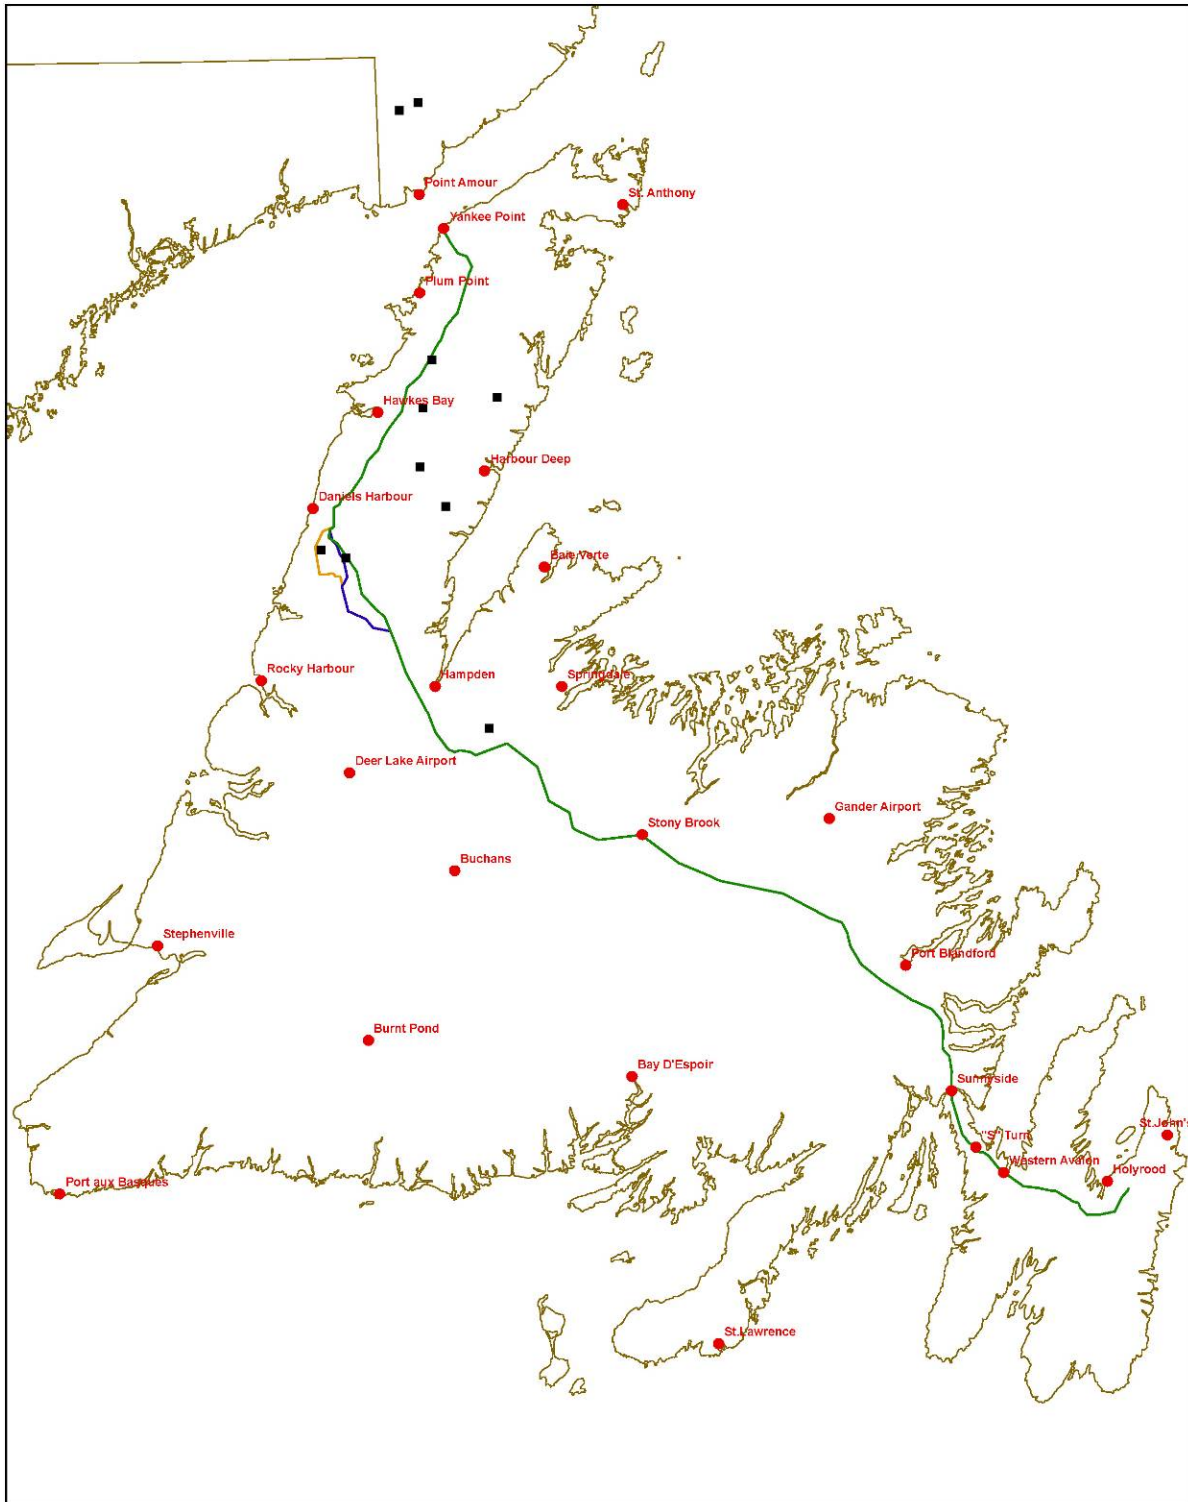 Point Amour
St. Anthony
Yankee Point
Plum Point
Hawkes Bay
Harbour Deep
Daniels Harbour
Baie Verte
Rocky Harbour
Hampden
Springdale
Deer Lake Airport
Gander Airport
Stony Brook
Buchans
Stephenville
Port Blandford
Burnt Pond
Bay D'Espoir
Sunnyside
St.John's
"S" Turn
Western Avalon
Holyrood
Port aux Basques
St.Lawrence